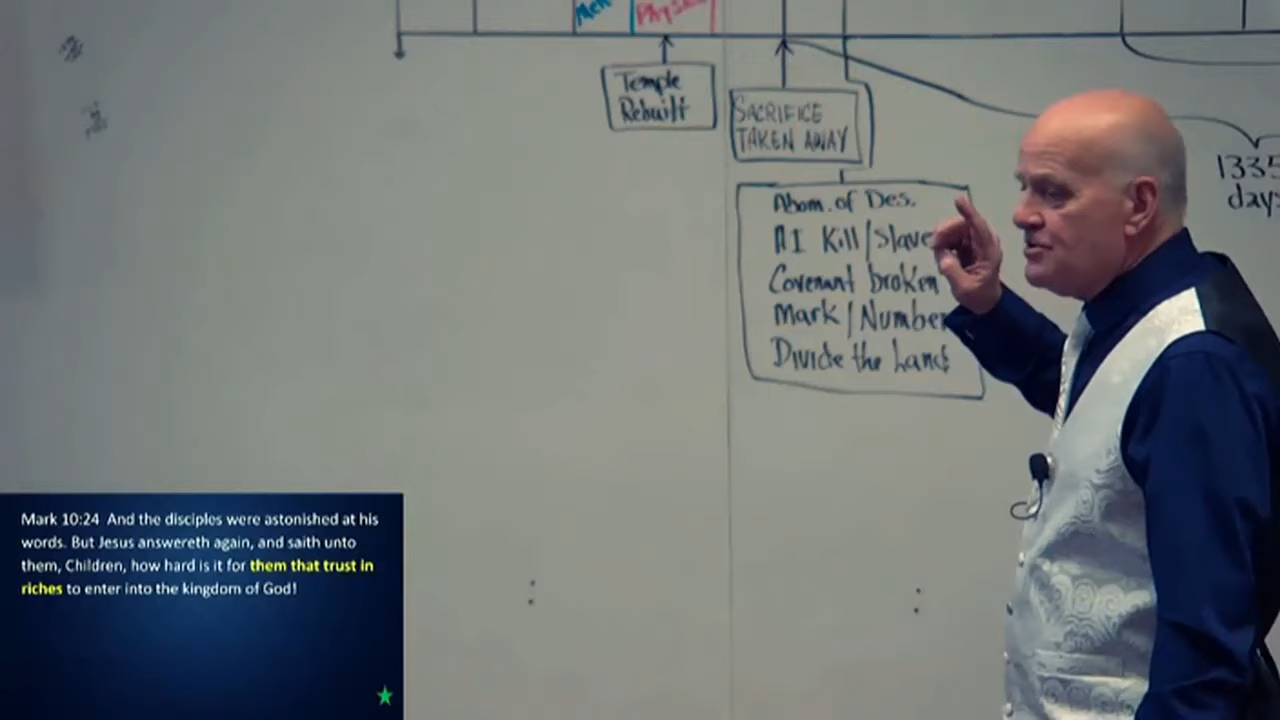 Temple
Rebuilt
SACRIFICE
TAKEN AWAY
1335
days
Abom. of Des.
AI Kill/Slave
Covenant broken
Mark/Number
Divide the Land
Mark 10:24 And the disciples were astonished at his
words. But Jesus answereth again, and saith unto
them, Children, how hard is it for them that trust in
riches to enter into the kingdom of God!